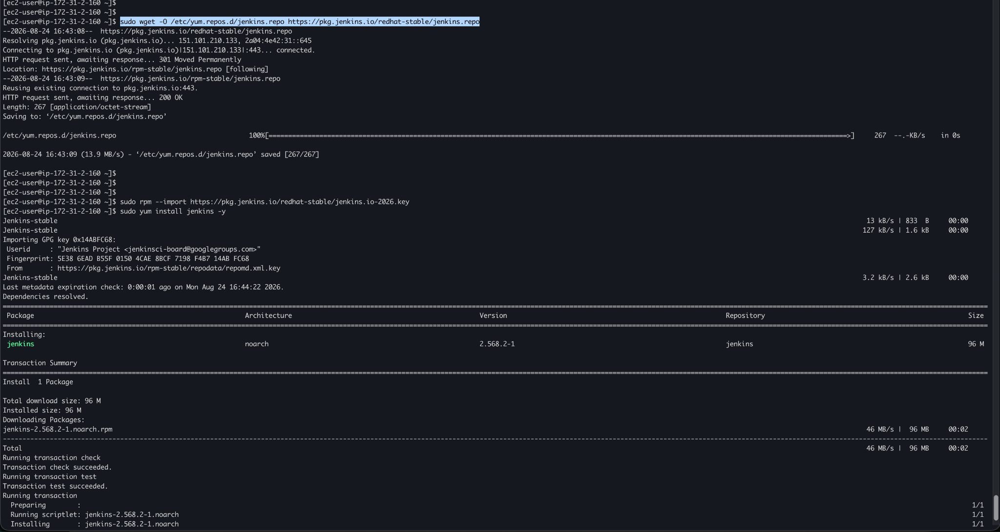 [ec2-user@ip-172-31-2-160 ~]$
[ec2-user@ip-172-31-2-160 ~]$
[ec2-user@ip-172-31-2-160 ~]$ sudo wget -O /etc/yum.repos.d/jenkins.repo https://pkg.jenkins.io/redhat-stable/jenkins.repo
--2026-08-24 16:43:08--  https://pkg.jenkins.io/redhat-stable/jenkins.repo
Resolving pkg.jenkins.io (pkg.jenkins.io)... 151.101.210.133, 2a04:4e42:31::645
Connecting to pkg.jenkins.io (pkg.jenkins.io)|151.101.210.133|:443... connected.
HTTP request sent, awaiting response... 301 Moved Permanently
Location: https://pkg.jenkins.io/rpm-stable/jenkins.repo [following]
--2026-08-24 16:43:09--  https://pkg.jenkins.io/rpm-stable/jenkins.repo
Reusing existing connection to pkg.jenkins.io:443.
HTTP request sent, awaiting response... 200 OK
Length: 267 [application/octet-stream]
Saving to: ‘/etc/yum.repos.d/jenkins.repo’
/etc/yum.repos.d/jenkins.repo 100%[===================>] 267 --.-KB/s in 0s
2026-08-24 16:43:09 (13.9 MB/s) - ‘/etc/yum.repos.d/jenkins.repo’ saved [267/267]
[ec2-user@ip-172-31-2-160 ~]$
[ec2-user@ip-172-31-2-160 ~]$
[ec2-user@ip-172-31-2-160 ~]$
[ec2-user@ip-172-31-2-160 ~]$ sudo rpm --import https://pkg.jenkins.io/redhat-stable/jenkins.io-2026.key
[ec2-user@ip-172-31-2-160 ~]$ sudo yum install jenkins -y
Jenkins-stable 13 kB/s | 833  B 00:00
Jenkins-stable 127 kB/s | 1.6 kB 00:00
Importing GPG key 0x14ABFC68:
Userid     : "Jenkins Project <jenkinsci-board@googlegroups.com>"
Fingerprint: 5E38 6EAD B55F 0150 4CAE 8BCF 7198 F4B7 14AB FC68
From       : https://pkg.jenkins.io/rpm-stable/repodata/repomd.xml.key
Jenkins-stable 3.2 kB/s | 2.6 kB 00:00
Last metadata expiration check: 0:00:01 ago on Mon Aug 24 16:44:22 2026.
Dependencies resolved.
Package Architecture Version Repository Size
Installing:
jenkins noarch 2.568.2-1 jenkins 96 M
Transaction Summary
Install  1 Package
Total download size: 96 M
Installed size: 96 M
Downloading Packages:
jenkins-2.568.2-1.noarch.rpm 46 MB/s |  96 MB 00:02
Total 46 MB/s |  96 MB 00:02
Running transaction check
Transaction check succeeded.
Running transaction test
Transaction test succeeded.
Running transaction
Preparing        : 1/1
Running scriptlet: jenkins-2.568.2-1.noarch 1/1
Installing       : jenkins-2.568.2-1.noarch 1/1